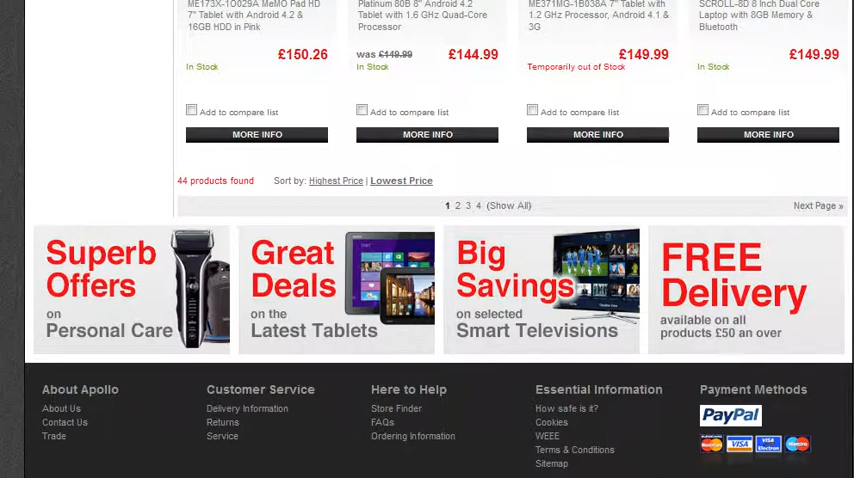 ME173X-1O029A MeMO Pad HD
7" Tablet with Android 4.2 &
16GB HDD in Pink
£150.26
In Stock
Add to compare list
MORE INFO
Platinum 80B 8" Android 4.2
Tablet with 1.6 GHz Quad-Core
Processor
was £149.99 £144.99
In Stock
Add to compare list
MORE INFO
ME371MG-1B038A 7" Tablet with
1.2 GHz Processor, Android 4.1 &
3G
£149.99
Temporarily out of Stock
Add to compare list
MORE INFO
SCROLL-8D 8 Inch Dual Core
Laptop with 8GB Memory &
Bluetooth
£149.99
In Stock
Add to compare list
MORE INFO
44 products found Sort by: Highest Price | Lowest Price
1 2 3 4 (Show All) Next Page »
Superb
Offers
on
Personal Care
Great
Deals
on the
Latest Tablets
Big
Savings
on selected
Smart Televisions
FREE
Delivery
available on all
products £50 an over
About Apollo
About Us
Contact Us
Trade
Customer Service
Delivery Information
Returns
Service
Here to Help
Store Finder
FAQs
Ordering Information
Essential Information
How safe is it?
Cookies
WEEE
Terms & Conditions
Sitemap
Payment Methods
PayPal
MasterCard VISA VISA Electron Maestro